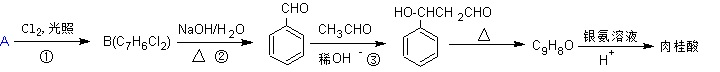 A Cl₂,光照 ① B(C₇H₆Cl₂) NaOH/H₂O △ ② CHO CH₃CHO 稀OH⁻ ③ HO-CHCH₂CHO △ C₉H₈O 银氨溶液 H⁺ 肉桂酸